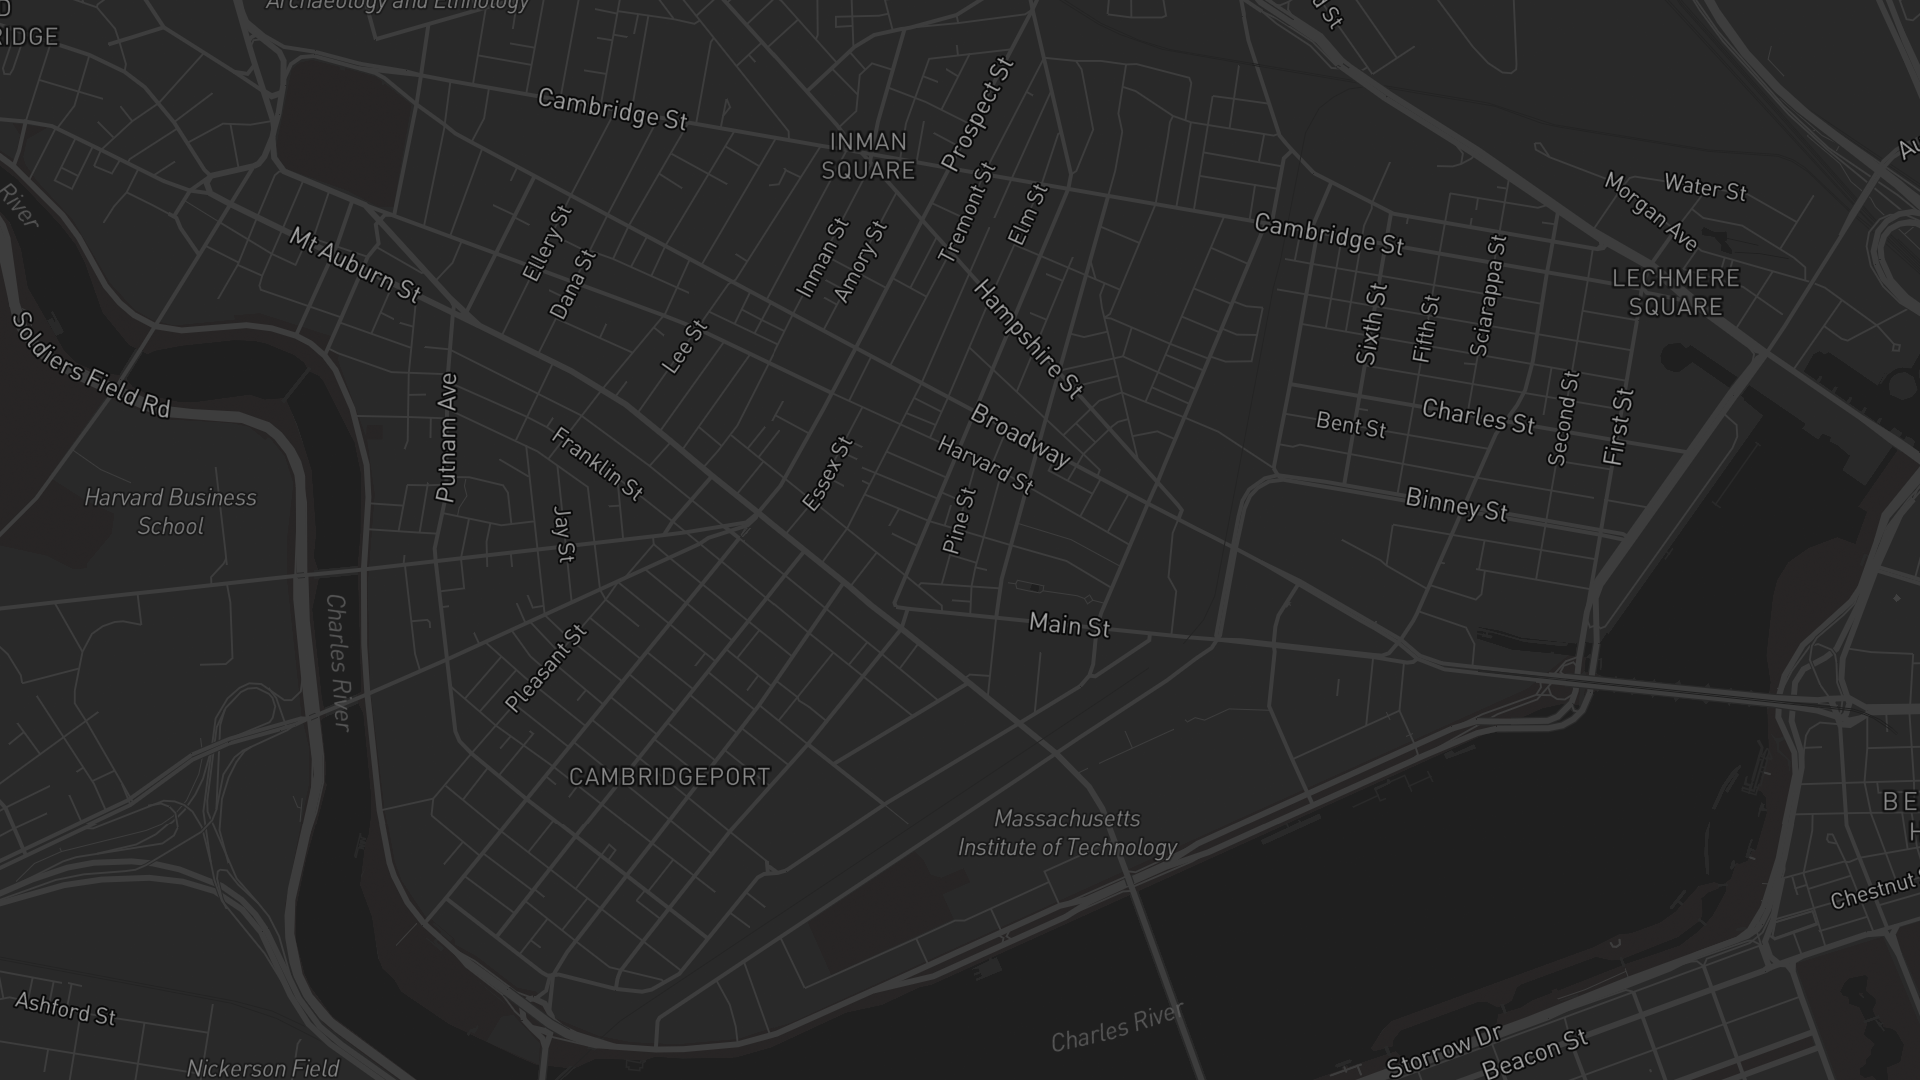 Archaeology and Ethnology
RIDGE
d St
Cambridge St
INMAN
SQUARE
Prospect St
Tremont St
Elm St
Water St
Morgan Ave
River
Mt Auburn St
Ellery St
Dana St
Inman St
Amory St
Cambridge St
Sciarappa St
LECHMERE
SQUARE
Hampshire St
Sixth St
Fifth St
Soldiers Field Rd
Lee St
Putnam Ave
Broadway
Harvard St
Bent St
Charles St
Second St
First St
Franklin St
Essex St
Harvard Business
School
Jay St
Pine St
Binney St
Charles River
Pleasant St
Main St
CAMBRIDGEPORT
Massachusetts
Institute of Technology
BE
H
Chestnut
Ashford St
Charles River
Storrow Dr
Beacon St
Nickerson Field